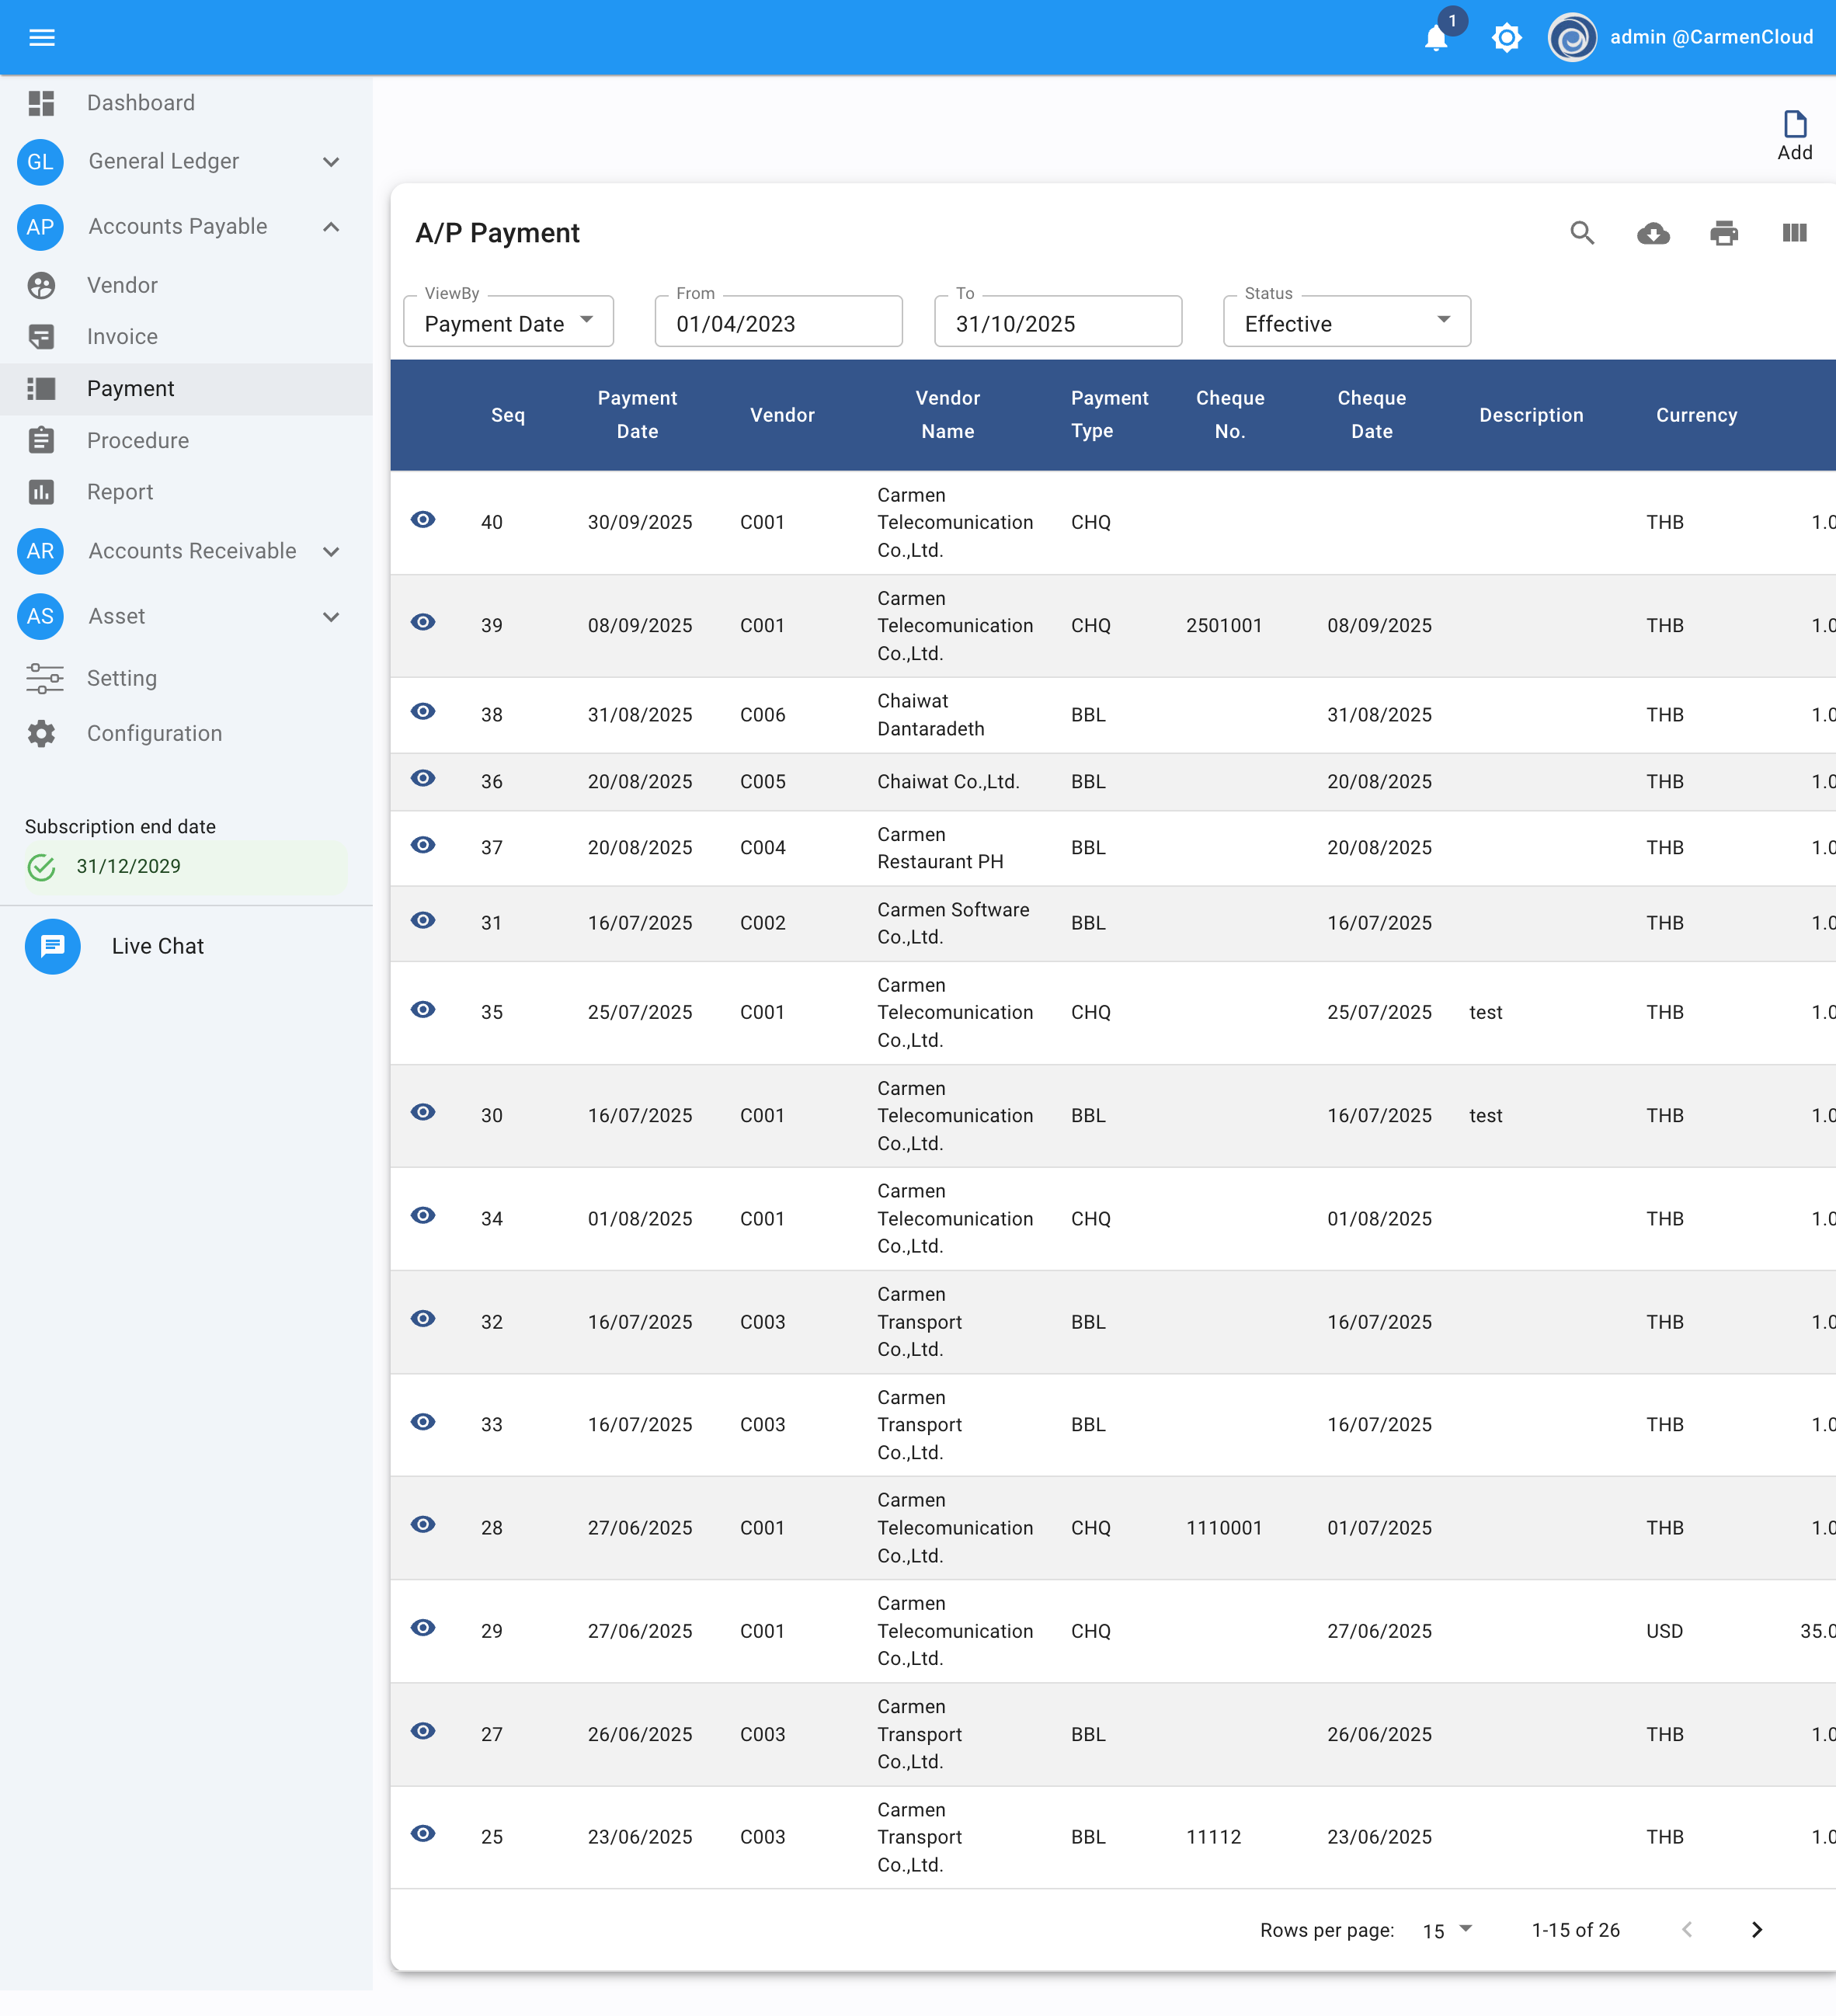 1
admin @CarmenCloud
Dashboard
GL General Ledger
AP Accounts Payable
Vendor
Invoice
Payment
Procedure
Report
AR Accounts Receivable
AS Asset
Setting
Configuration
Subscription end date
31/12/2029
Live Chat
Add
A/P Payment
ViewBy From To Status
Payment Date 01/04/2023 31/10/2025 Effective
Seq Payment Date Vendor Vendor Name Payment Type Cheque No. Cheque Date Description Currency
40 30/09/2025 C001 Carmen Telecomunication Co.,Ltd. CHQ THB 1.0
39 08/09/2025 C001 Carmen Telecomunication Co.,Ltd. CHQ 2501001 08/09/2025 THB 1.0
38 31/08/2025 C006 Chaiwat Dantaradeth BBL 31/08/2025 THB 1.0
36 20/08/2025 C005 Chaiwat Co.,Ltd. BBL 20/08/2025 THB 1.0
37 20/08/2025 C004 Carmen Restaurant PH BBL 20/08/2025 THB 1.0
31 16/07/2025 C002 Carmen Software Co.,Ltd. BBL 16/07/2025 THB 1.0
35 25/07/2025 C001 Carmen Telecomunication Co.,Ltd. CHQ 25/07/2025 test THB 1.0
30 16/07/2025 C001 Carmen Telecomunication Co.,Ltd. BBL 16/07/2025 test THB 1.0
34 01/08/2025 C001 Carmen Telecomunication Co.,Ltd. CHQ 01/08/2025 THB 1.0
32 16/07/2025 C003 Carmen Transport Co.,Ltd. BBL 16/07/2025 THB 1.0
33 16/07/2025 C003 Carmen Transport Co.,Ltd. BBL 16/07/2025 THB 1.0
28 27/06/2025 C001 Carmen Telecomunication Co.,Ltd. CHQ 1110001 01/07/2025 THB 1.0
29 27/06/2025 C001 Carmen Telecomunication Co.,Ltd. CHQ 27/06/2025 USD 35.0
27 26/06/2025 C003 Carmen Transport Co.,Ltd. BBL 26/06/2025 THB 1.0
25 23/06/2025 C003 Carmen Transport Co.,Ltd. BBL 11112 23/06/2025 THB 1.0
Rows per page: 15 1-15 of 26